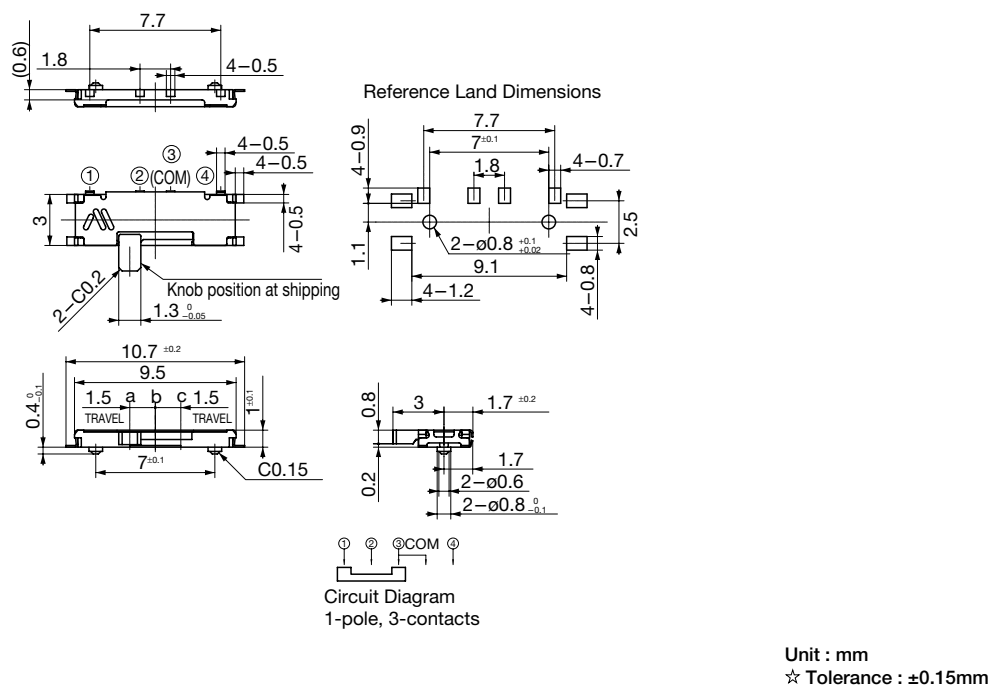 7.7
(0.6)
1.8
4−0.5
①
②(COM)
③
④
4−0.5
4−0.5
3
4−0.5
2−C0.2
Knob position at shipping
1.3 0 −0.05
Reference Land Dimensions
7.7
7±0.1
4−0.9
1.8
4−0.7
1.1
2.5
2−ø0.8 +0.1 +0.02
9.1
4−1.2
4−0.8
10.7 ±0.2
9.5
1.5 a b c 1.5
TRAVEL TRAVEL
0.4 0 −0.1
1±0.1
7±0.1
C0.15
0.8
3
1.7 ±0.2
0.2
1.7
2−ø0.6
2−ø0.8 0 −0.1
① ② ③COM ④
Circuit Diagram
1-pole, 3-contacts
Unit : mm
☆ Tolerance : ±0.15mm